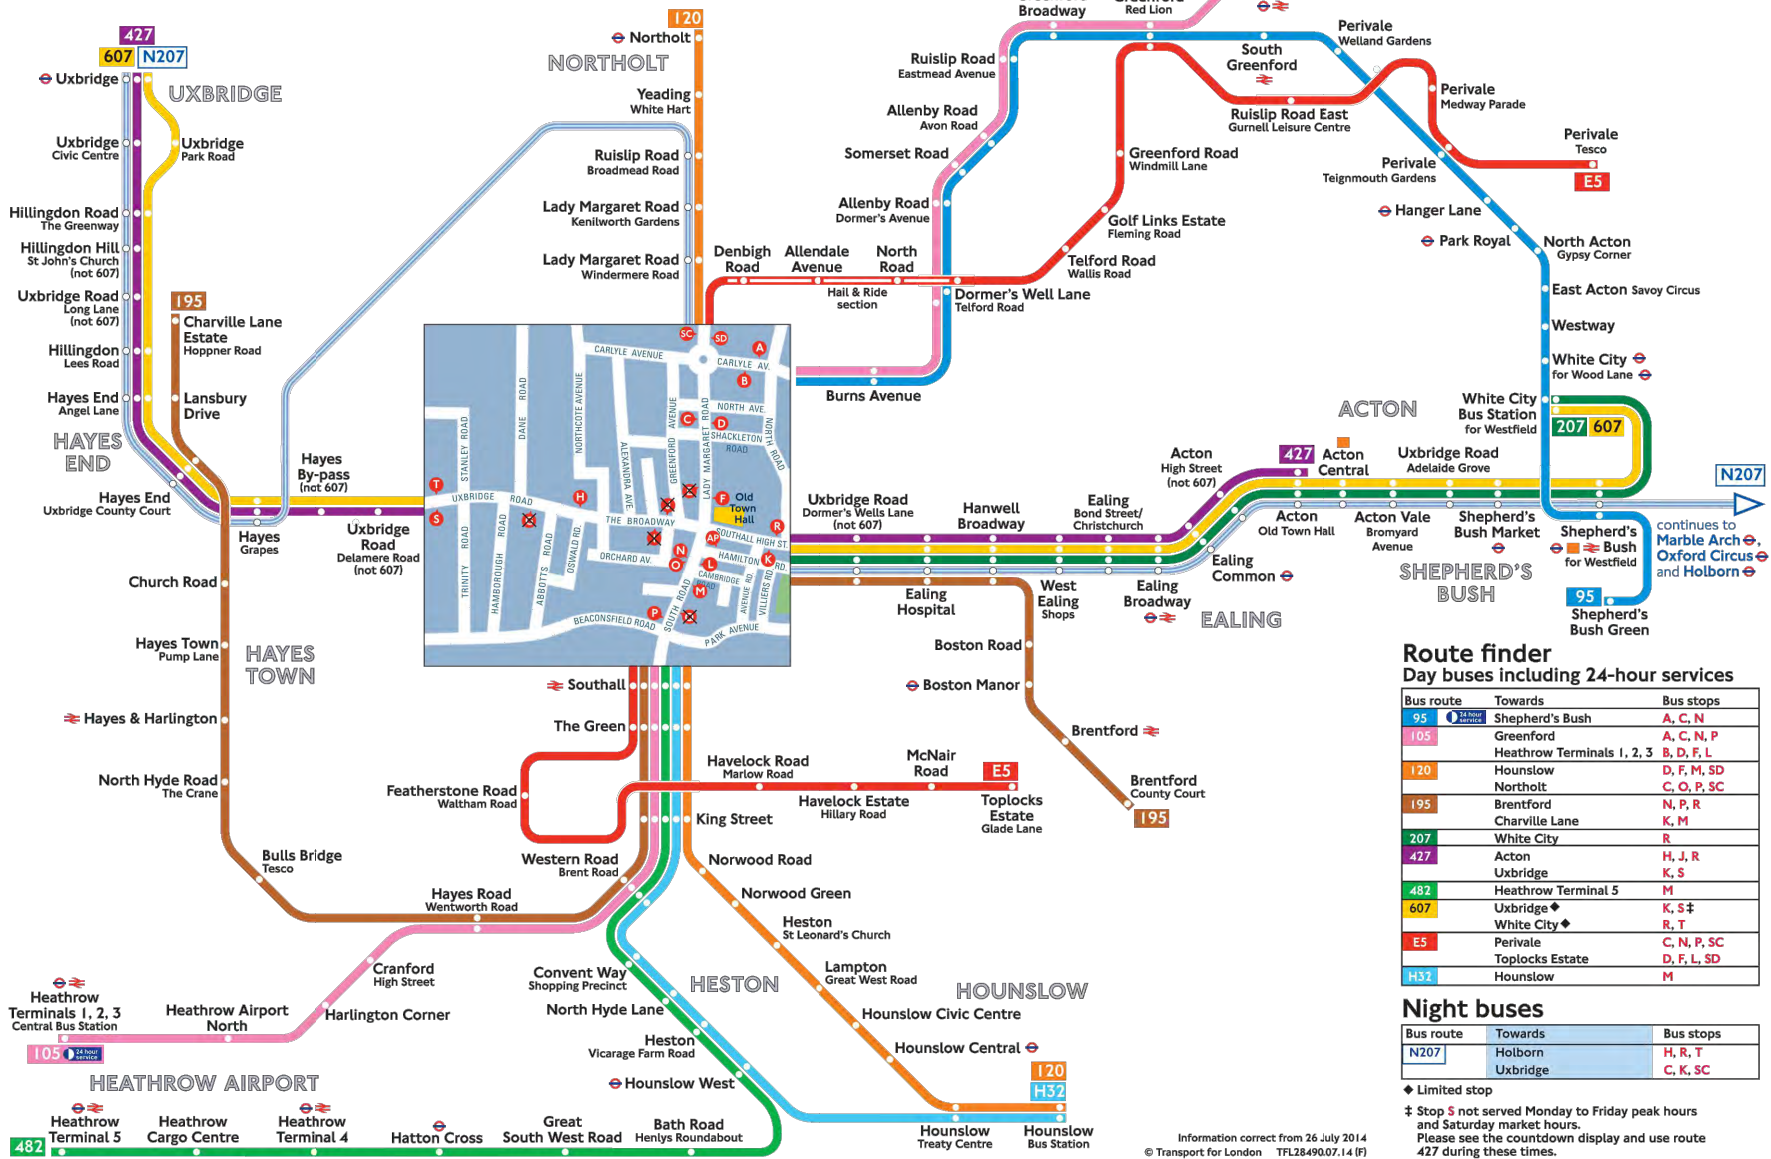 120
Northolt
NORTHOLT
Yeading
White Hart
Ruislip Road
Broadmead Road
Lady Margaret Road
Kenilworth Gardens
Lady Margaret Road
Windermere Road
427
607 N207
Uxbridge
UXBRIDGE
Uxbridge
Civic Centre
Uxbridge
Park Road
Hillingdon Road
The Greenway
Hillingdon Hill
St John's Church
(not 607)
Uxbridge Road
Long Lane
(not 607)
Hillingdon
Lees Road
Hayes End
Angel Lane
HAYES
END
Hayes End
Uxbridge County Court
195
Charville Lane
Estate
Hoppner Road
Lansbury
Drive
Hayes
By-pass
(not 607)
Hayes
Grapes
Uxbridge
Road
Delamere Road
(not 607)
Church Road
Hayes Town
Pump Lane
HAYES
TOWN
Hayes & Harlington
North Hyde Road
The Crane
Bulls Bridge
Tesco
Hayes Road
Wentworth Road
Western Road
Brent Road
Cranford
High Street
Harlington Corner
Heathrow Airport
North
Heathrow
Terminals 1, 2, 3
Central Bus Station
105 24 hour
service
HEATHROW AIRPORT
482
Heathrow
Terminal 5
Heathrow
Cargo Centre
Heathrow
Terminal 4
Hatton Cross
Great
South West Road
Bath Road
Henlys Roundabout
Broadway
Red Lion
Ruislip Road
Eastmead Avenue
Allenby Road
Avon Road
Somerset Road
Allenby Road
Dormer's Avenue
Denbigh
Road
Allendale
Avenue
North
Road
Hail & Ride
section
Dormer's Well Lane
Telford Road
Burns Avenue
Telford Road
Wallis Road
Golf Links Estate
Fleming Road
Greenford Road
Windmill Lane
South
Greenford
Ruislip Road East
Gurnell Leisure Centre
Perivale
Welland Gardens
Perivale
Medway Parade
Perivale
Tesco
E5
Perivale
Teignmouth Gardens
Hanger Lane
Park Royal
North Acton
Gypsy Corner
East Acton Savoy Circus
Westway
White City
for Wood Lane
White City
Bus Station
for Westfield
207 607
SC
SD
A
CARLYLE AVENUE
CARLYLE AV.
B
DANE ROAD
NORTHCOTE AVENUE
STANLEY ROAD
ALEXANDRA AVE.
GREENFORD AVENUE
LADY MARGARET ROAD
NORTH AVE.
C
D
SHACKLETON
ROAD
NORTH ROAD
T
UXBRIDGE ROAD
S
H
F
Old
Town
Hall
THE BROADWAY
R
SOUTHALL HIGH ST.
AP
HAMILTON RD.
K
N
O
L
CAMBRIDGE
ROAD
M
ORCHARD AV.
OSWALD RD.
ABBOTTS ROAD
HAMBOROUGH ROAD
TRINITY ROAD
BEACONSFIELD ROAD
P
SOUTH ROAD
AVENUE RD.
VILLIERS RD.
PARK AVENUE
Uxbridge Road
Dormer's Wells Lane
(not 607)
Hanwell
Broadway
Ealing
Bond Street/
Christchurch
Acton
High Street
(not 607)
427
ACTON
Acton
Central
Uxbridge Road
Adelaide Grove
Acton
Old Town Hall
Acton Vale
Bromyard
Avenue
Shepherd's
Bush Market
Shepherd's
Bush
for Westfield
SHEPHERD'S
BUSH
N207
continues to
Marble Arch,
Oxford Circus
and Holborn
95
Shepherd's
Bush Green
Ealing
Hospital
West
Ealing
Shops
Ealing
Broadway
Ealing
Common
EALING
Boston Road
Boston Manor
Brentford
Brentford
County Court
195
Southall
The Green
Featherstone Road
Waltham Road
Havelock Road
Marlow Road
Havelock Estate
Hillary Road
McNair
Road
E5
Toplocks
Estate
Glade Lane
King Street
Norwood Road
Norwood Green
Heston
St Leonard's Church
Lampton
Great West Road
HOUNSLOW
Hounslow Civic Centre
Hounslow Central
120
H32
Hounslow
Treaty Centre
Hounslow
Bus Station
Convent Way
Shopping Precinct
HESTON
North Hyde Lane
Heston
Vicarage Farm Road
Hounslow West
Route finder
Day buses including 24-hour services
Bus route Towards Bus stops
95 24 hour service Shepherd's Bush A, C, N
105 Greenford A, C, N, P
Heathrow Terminals 1, 2, 3 B, D, F, L
120 Hounslow D, F, M, SD
Northolt C, O, P, SC
195 Brentford N, P, R
Charville Lane K, M
207 White City R
427 Acton H, J, R
Uxbridge K, S
482 Heathrow Terminal 5 M
607 Uxbridge◆ K, S‡
White City◆ R, T
E5 Perivale C, N, P, SC
Toplocks Estate D, F, L, SD
H32 Hounslow M
Night buses
Bus route Towards Bus stops
N207 Holborn H, R, T
Uxbridge C, K, SC
◆ Limited stop
‡ Stop S not served Monday to Friday peak hours
and Saturday market hours.
Please see the countdown display and use route
427 during these times.
Information correct from 26 July 2014
© Transport for London TFL28490.07.14 (F)